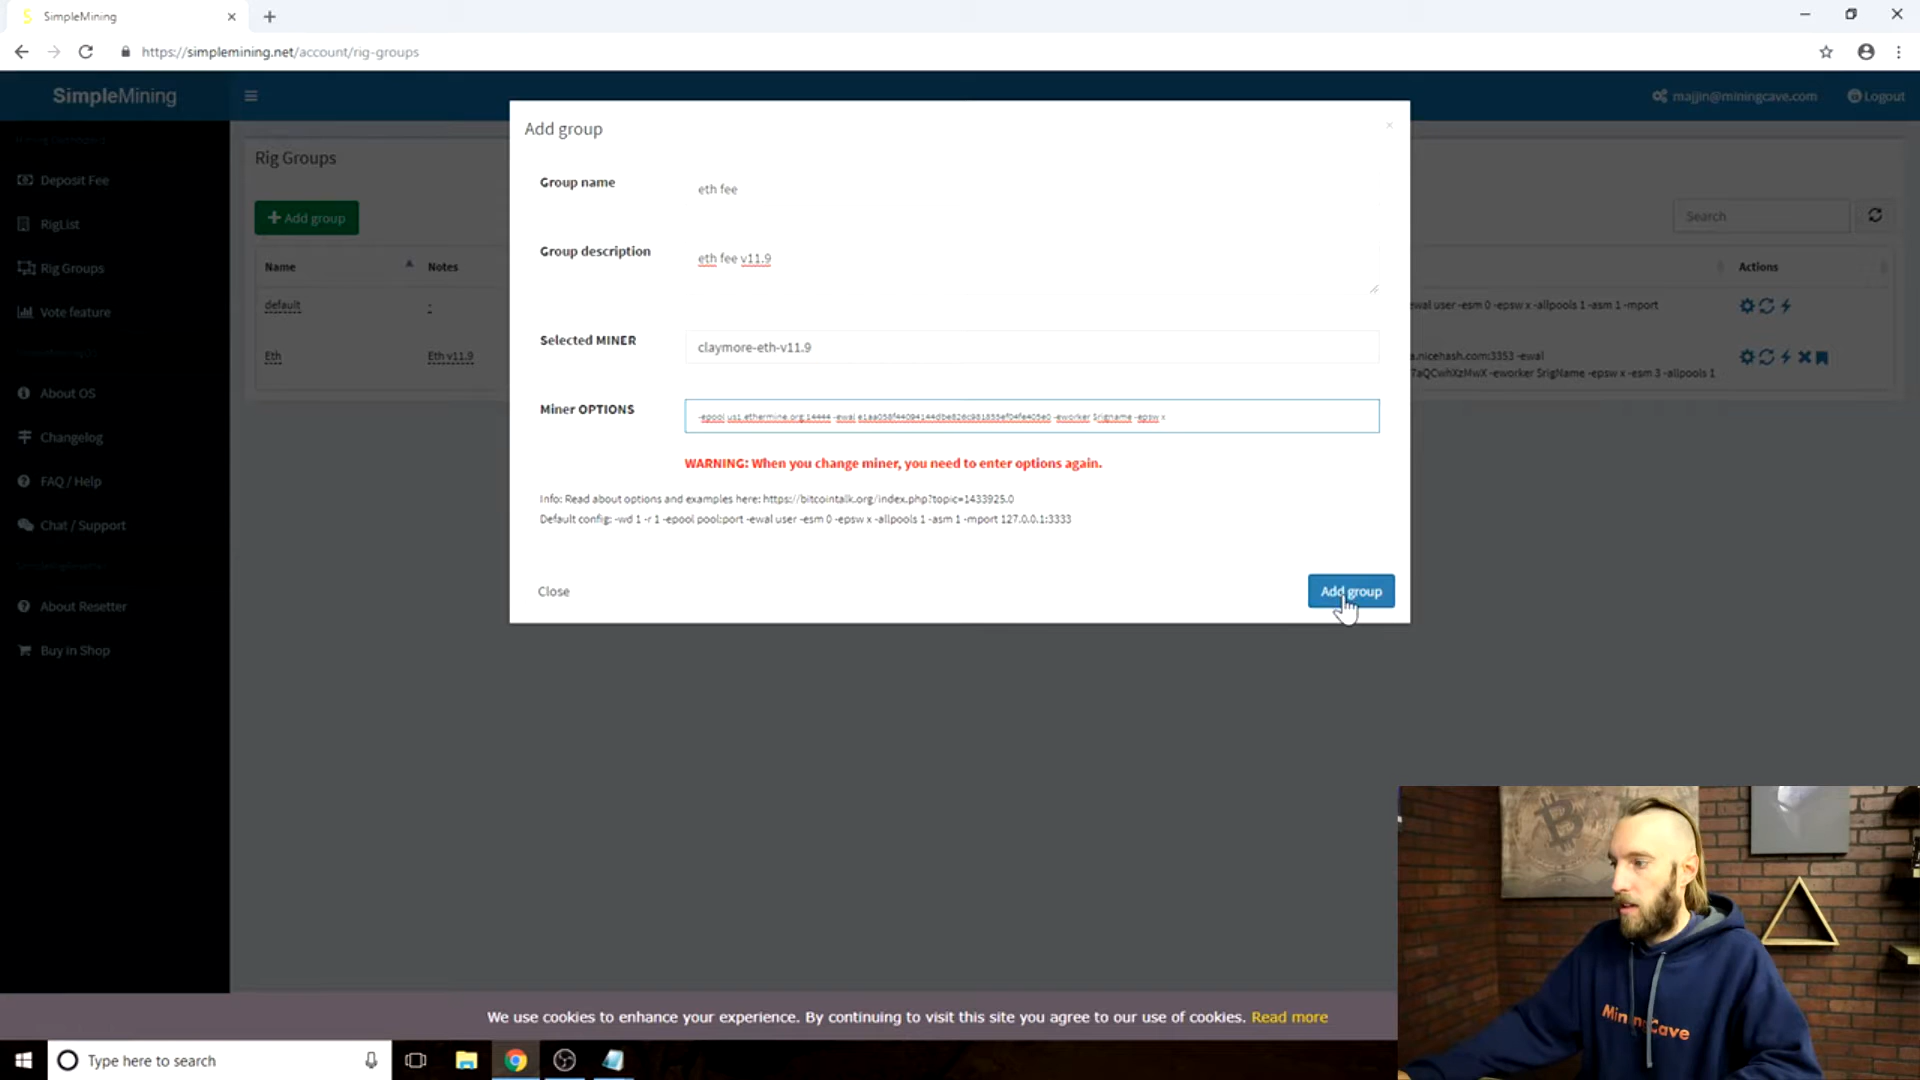 SimpleMining
https://simplemining.net/account/rig-groups
SimpleMining
majjin@miningcave.com
Logout
Deposit Fee
RigList
Rig Groups
Vote feature
About OS
Changelog
FAQ / Help
Chat / Support
About Resetter
Buy in Shop
Rig Groups
Add group
Search
Name
Notes
Actions
default
-
ewal user -esm 0 -epsw x -allpools 1 -asm 1 -mport
Eth
Eth v11.9
a.nicehash.com:3353 -ewal
7aQCwhXzMwX -eworker $rigName -epsw x -esm 3 -allpools 1
Add group
×
Group name
eth fee
Group description
eth fee v11.9
Selected MINER
claymore-eth-v11.9
Miner OPTIONS
-epool us1.ethermine.org:14444 -ewal -eworker $rigname -epsw x
WARNING: When you change miner, you need to enter options again.
Info: Read about options and examples here: https://bitcointalk.org/index.php?topic=1433925.0
Default config: -wd 1 -r 1 -epool pool:port -ewal user -esm 0 -epsw x -allpools 1 -asm 1 -mport 127.0.0.1:3333
Close
Add group
We use cookies to enhance your experience. By continuing to visit this site you agree to our use of cookies. Read more
Type here to search
MiningCave